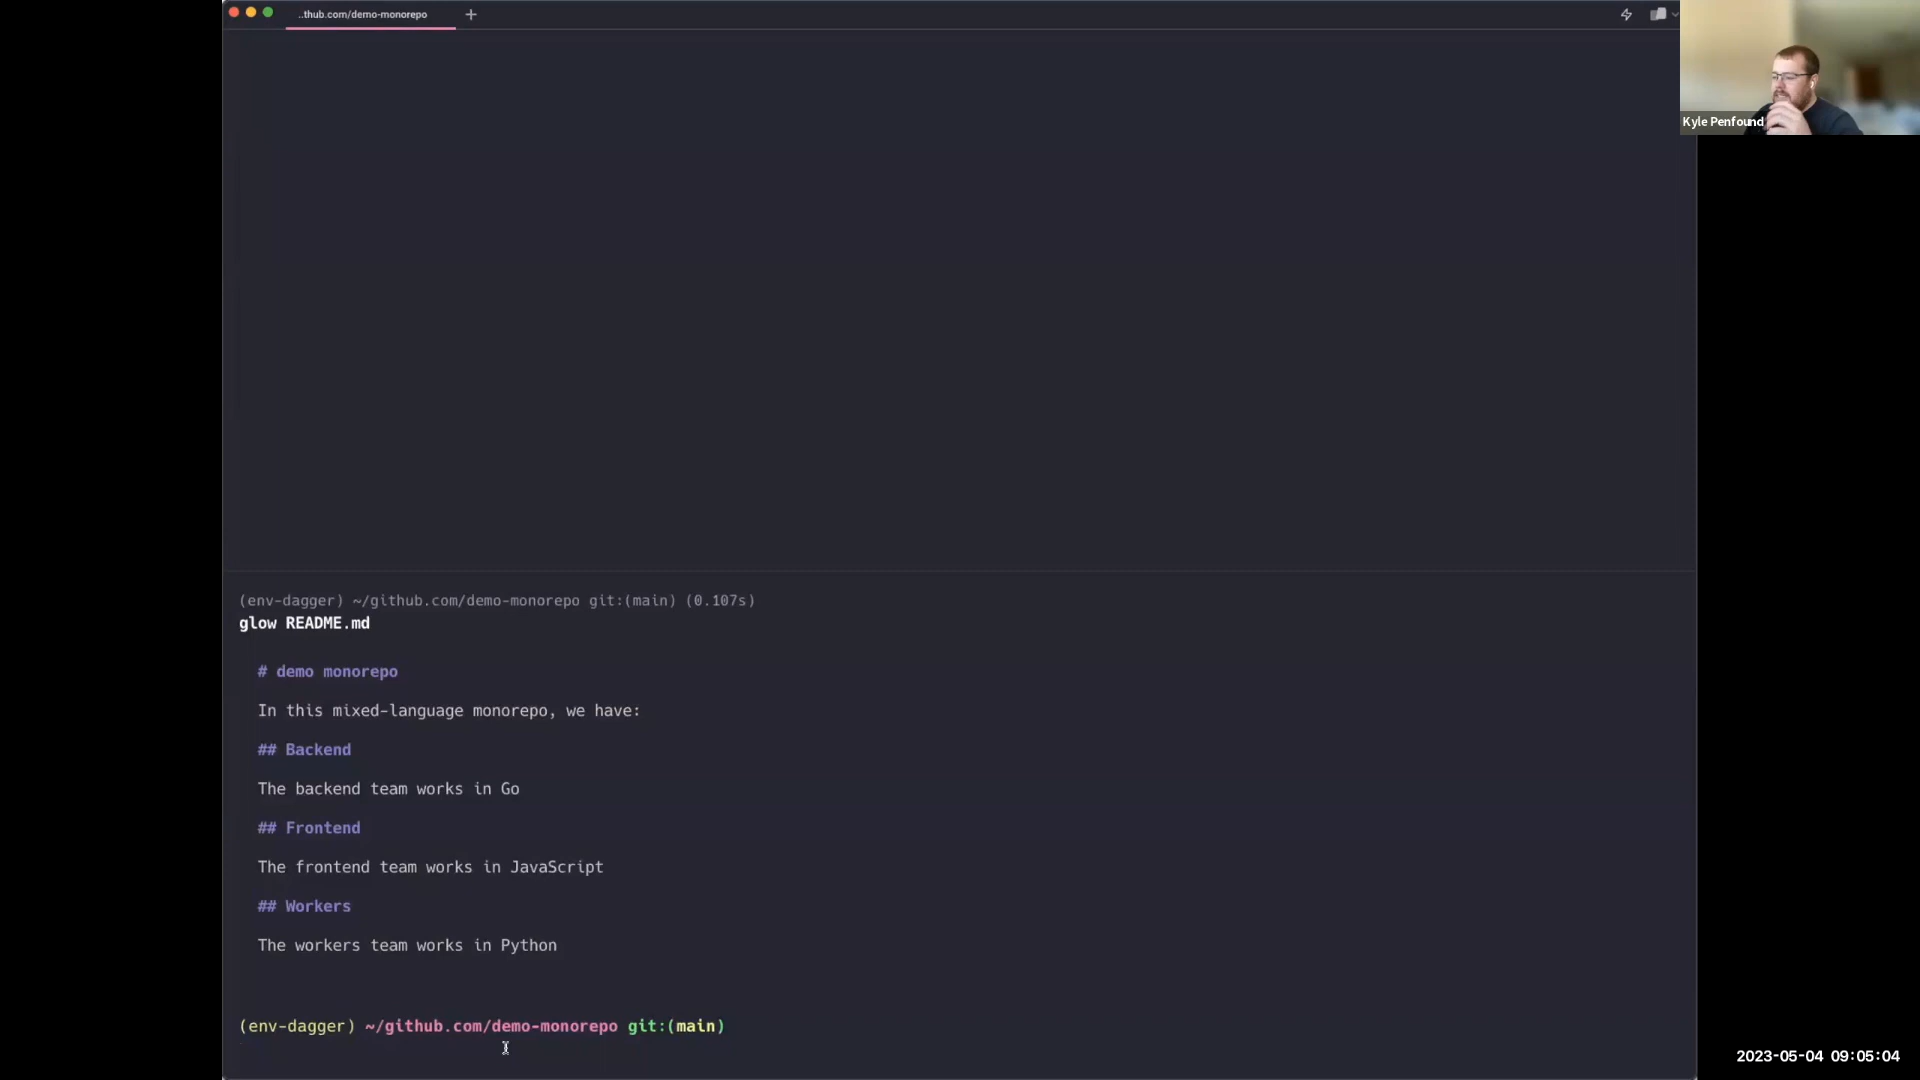 ..thub.com/demo-monorepo
Kyle Penfound
(env-dagger) ~/github.com/demo-monorepo git:(main) (0.107s)
glow README.md
# demo monorepo
In this mixed-language monorepo, we have:
## Backend
The backend team works in Go
## Frontend
The frontend team works in JavaScript
## Workers
The workers team works in Python
(env-dagger) ~/github.com/demo-monorepo git:(main)
2023-05-04 09:05:04